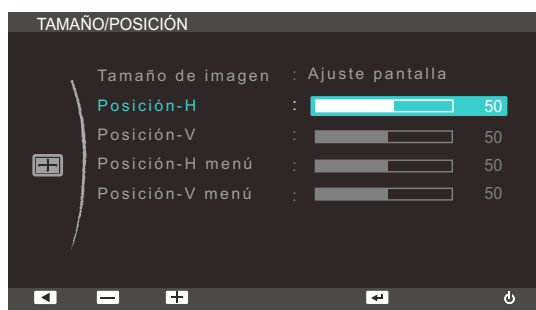 TAMAÑO/POSICIÓN
Tamaño de imagen : Ajuste pantalla
Posición-H : 50
Posición-V : 50
Posición-H menú : 50
Posición-V menú : 50